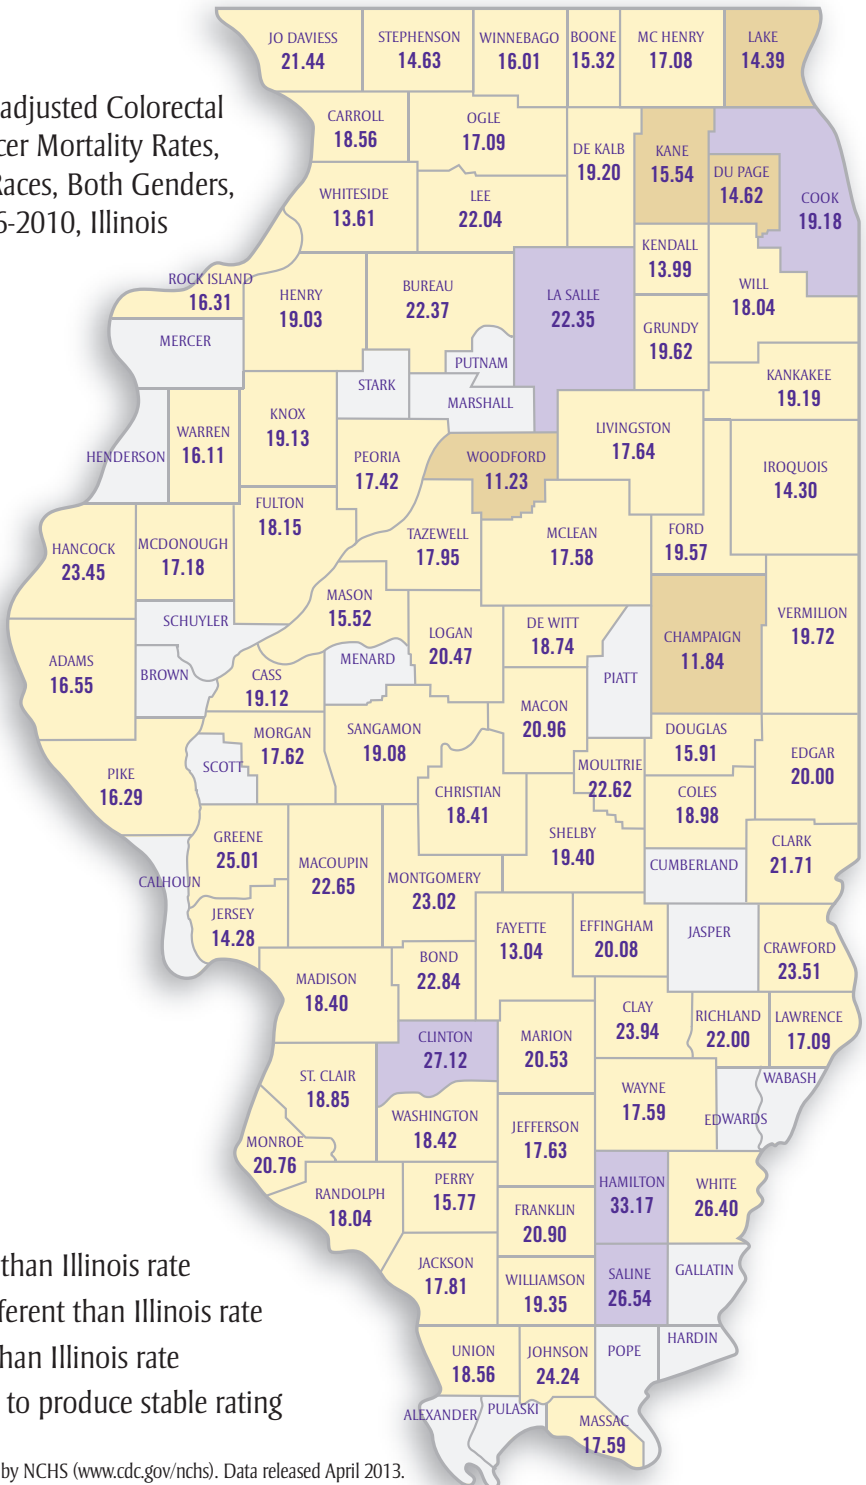 JO DAVIESS
21.44
STEPHENSON
14.63
WINNEBAGO
16.01
BOONE
15.32
MC HENRY
17.08
LAKE
14.39
adjusted Colorectal
cer Mortality Rates,
Races, Both Genders,
6-2010, Illinois
CARROLL
18.56
OGLE
17.09
DE KALB
19.20
KANE
15.54
DU PAGE
14.62
COOK
19.18
WHITESIDE
13.61
LEE
22.04
KENDALL
13.99
WILL
18.04
ROCK ISLAND
16.31
HENRY
19.03
BUREAU
22.37
LA SALLE
22.35
GRUNDY
19.62
MERCER
PUTNAM
STARK
MARSHALL
KANKAKEE
19.19
HENDERSON
WARREN
16.11
KNOX
19.13
PEORIA
17.42
WOODFORD
11.23
LIVINGSTON
17.64
IROQUOIS
14.30
FULTON
18.15
HANCOCK
23.45
MCDONOUGH
17.18
TAZEWELL
17.95
MCLEAN
17.58
FORD
19.57
MASON
15.52
SCHUYLER
LOGAN
20.47
DE WITT
18.74
CHAMPAIGN
11.84
VERMILION
19.72
ADAMS
16.55
BROWN
CASS
19.12
MENARD
PIATT
MACON
20.96
MORGAN
17.62
SANGAMON
19.08
DOUGLAS
15.91
EDGAR
20.00
SCOTT
PIKE
16.29
MOULTRIE
22.62
CHRISTIAN
18.41
COLES
18.98
SHELBY
19.40
GREENE
25.01
MACOUPIN
22.65
MONTGOMERY
23.02
CUMBERLAND
CLARK
21.71
CALHOUN
JERSEY
14.28
FAYETTE
13.04
EFFINGHAM
20.08
JASPER
CRAWFORD
23.51
BOND
22.84
MADISON
18.40
CLAY
23.94
RICHLAND
22.00
LAWRENCE
17.09
CLINTON
27.12
MARION
20.53
ST. CLAIR
18.85
WAYNE
17.59
WABASH
EDWARDS
WASHINGTON
18.42
JEFFERSON
17.63
MONROE
20.76
RANDOLPH
18.04
PERRY
15.77
HAMILTON
33.17
WHITE
26.40
FRANKLIN
20.90
than Illinois rate
JACKSON
17.81
WILLIAMSON
19.35
SALINE
26.54
GALLATIN
fferent than Illinois rate
HARDIN
than Illinois rate
UNION
18.56
JOHNSON
24.24
POPE
to produce stable rating
ALEXANDER
PULASKI
MASSAC
17.59
by NCHS (www.cdc.gov/nchs). Data released April 2013.